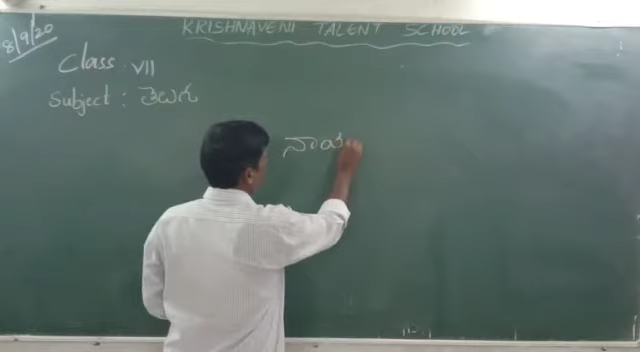 8/9/20
KRISHNAVENI TALENT SCHOOL
Class VII
Subject : తెలుగు